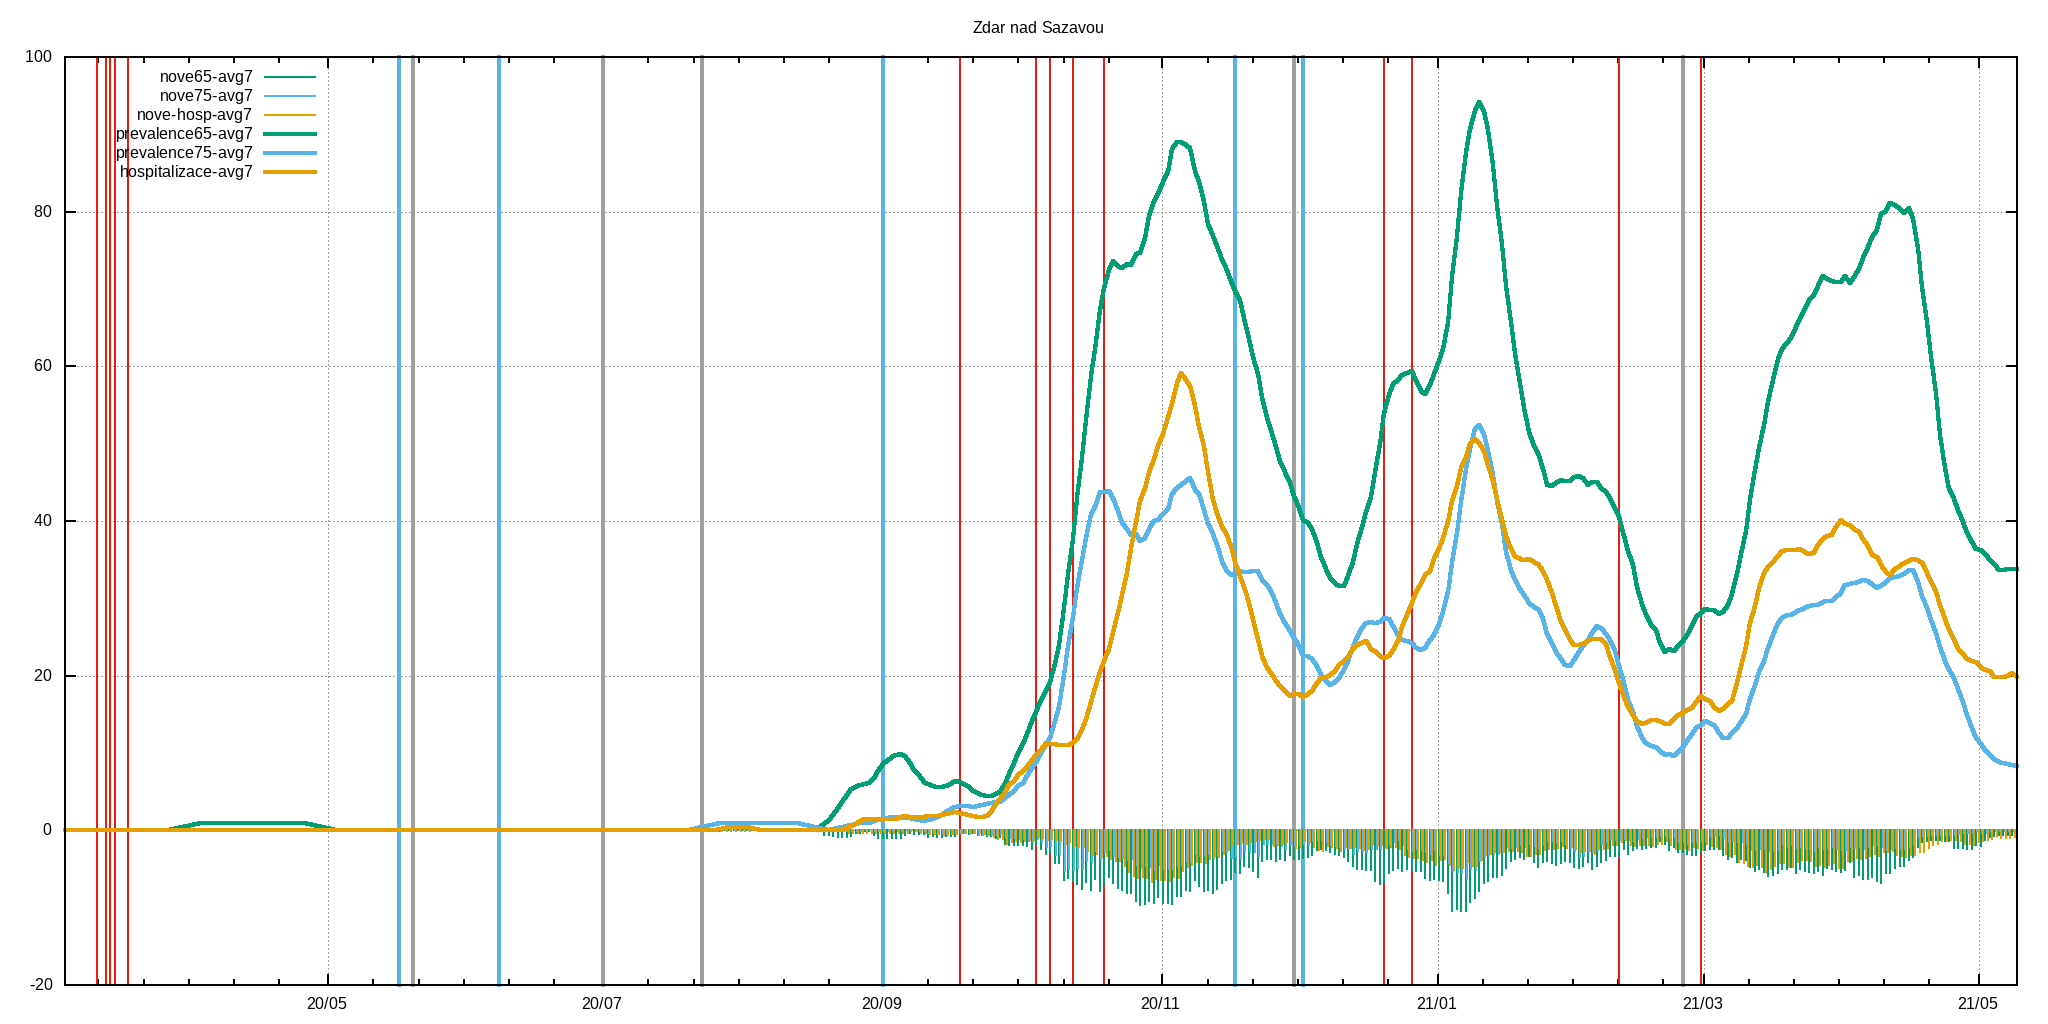 Zdar nad Sazavou
100
80
60
40
20
0
-20
nove65-avg7
nove75-avg7
nove-hosp-avg7
prevalence65-avg7
prevalence75-avg7
hospitalizace-avg7
20/05 20/07 20/09 20/11 21/01 21/03 21/05